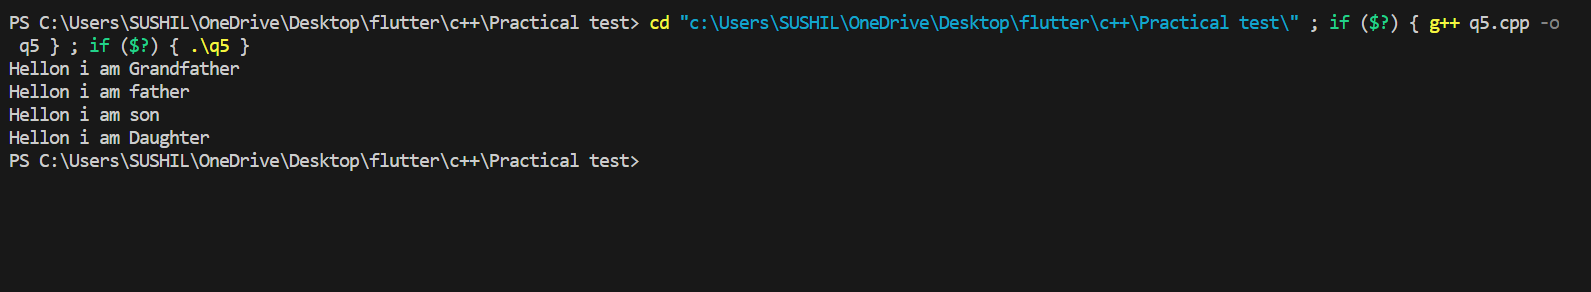 PS C:\Users\SUSHIL\OneDrive\Desktop\flutter\c++\Practical test> cd "c:\Users\SUSHIL\OneDrive\Desktop\flutter\c++\Practical test\" ; if ($?) { g++ q5.cpp -o
 q5 } ; if ($?) { .\q5 }
Hellon i am Grandfather
Hellon i am father
Hellon i am son
Hellon i am Daughter
PS C:\Users\SUSHIL\OneDrive\Desktop\flutter\c++\Practical test>